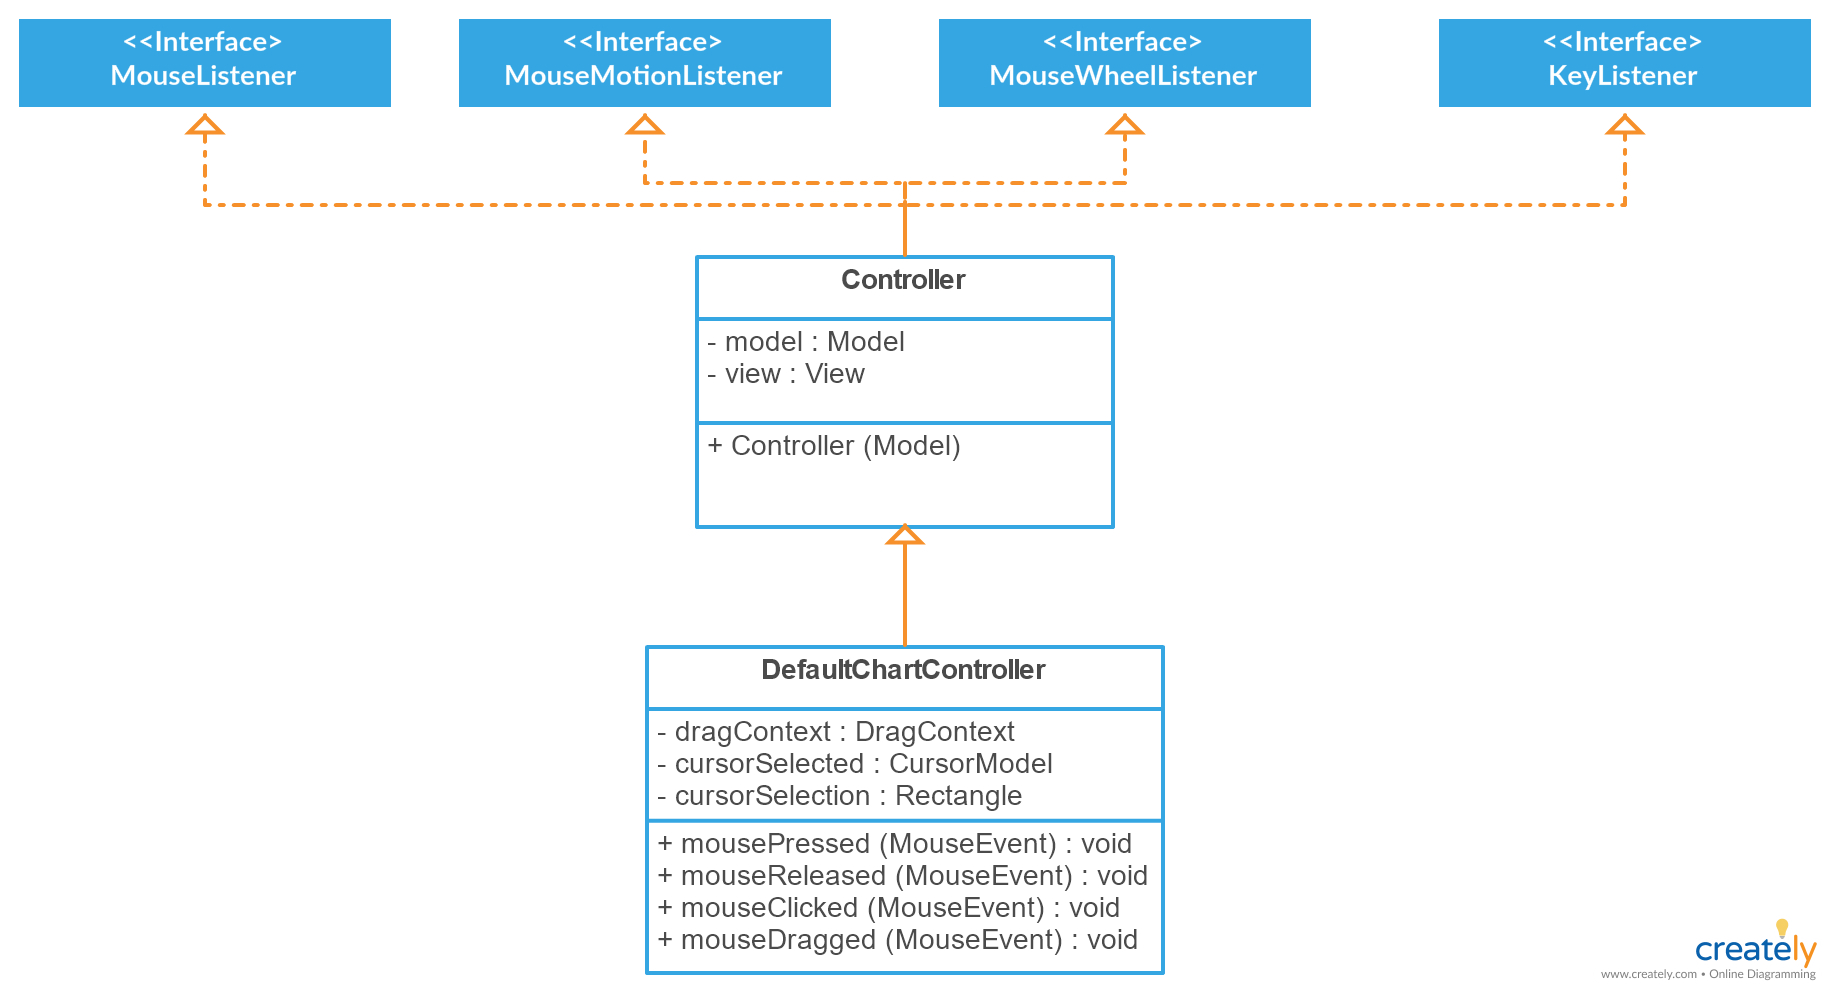 <<Interface>
MouseListener
<<Interface>
MouseMotionListener
<<Interface>
MouseWheelListener
<<Interface>
KeyListener
Controller
- model : Model
- view : View
+ Controller (Model)
DefaultChartController
- dragContext : DragContext
- cursorSelected : CursorModel
- cursorSelection : Rectangle
+ mousePressed (MouseEvent) : void
+ mouseReleased (MouseEvent) : void
+ mouseClicked (MouseEvent) : void
+ mouseDragged (MouseEvent) : void
creately
www.creately.com • Online Diagramming